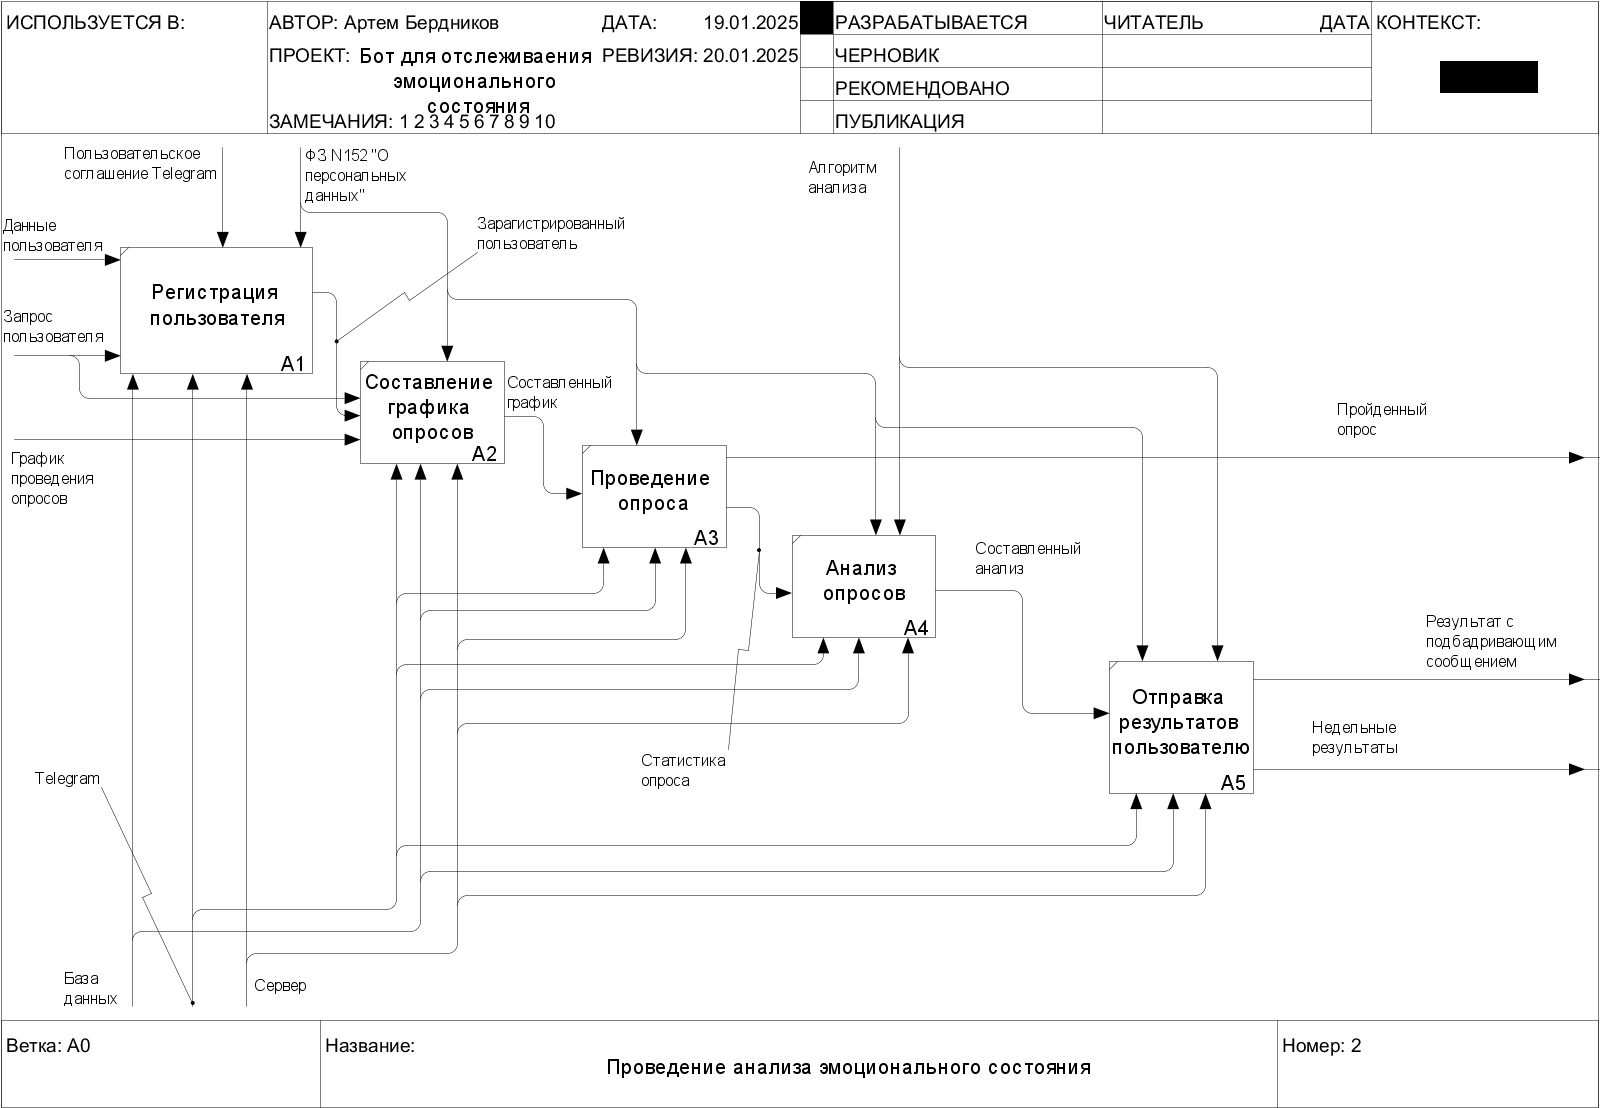 ИСПОЛЬЗУЕТСЯ В:
АВТОР: Артем Бердников
ДАТА: 19.01.2025
РАЗРАБАТЫВАЕТСЯ
ЧИТАТЕЛЬ
ДАТА
КОНТЕКСТ:
ПРОЕКТ: Бот для отслеживаения
эмоционального
состояния
РЕВИЗИЯ: 20.01.2025
ЧЕРНОВИК
РЕКОМЕНДОВАНО
ЗАМЕЧАНИЯ: 1 2 3 4 5 6 7 8 9 10
ПУБЛИКАЦИЯ
Пользовательское
соглашение Telegram
ФЗ N152 "О
персональных
данных"
Алгоритм
анализа
Данные
пользователя
Зарагистрированный
пользователь
Регистрация
пользователя
A1
Запрос
пользователя
Составление
графика
опросов
A2
Составленный
график
Пройденный
опрос
График
проведения
опросов
Проведение
опроса
A3
Анализ
опросов
A4
Составленный
анализ
Результат с
подбадривающим
сообщением
Отправка
результатов
пользователю
A5
Недельные
результаты
Статистика
опроса
Telegram
База
данных
Сервер
Ветка: A0
Название:
Проведение анализа эмоционального состояния
Номер: 2